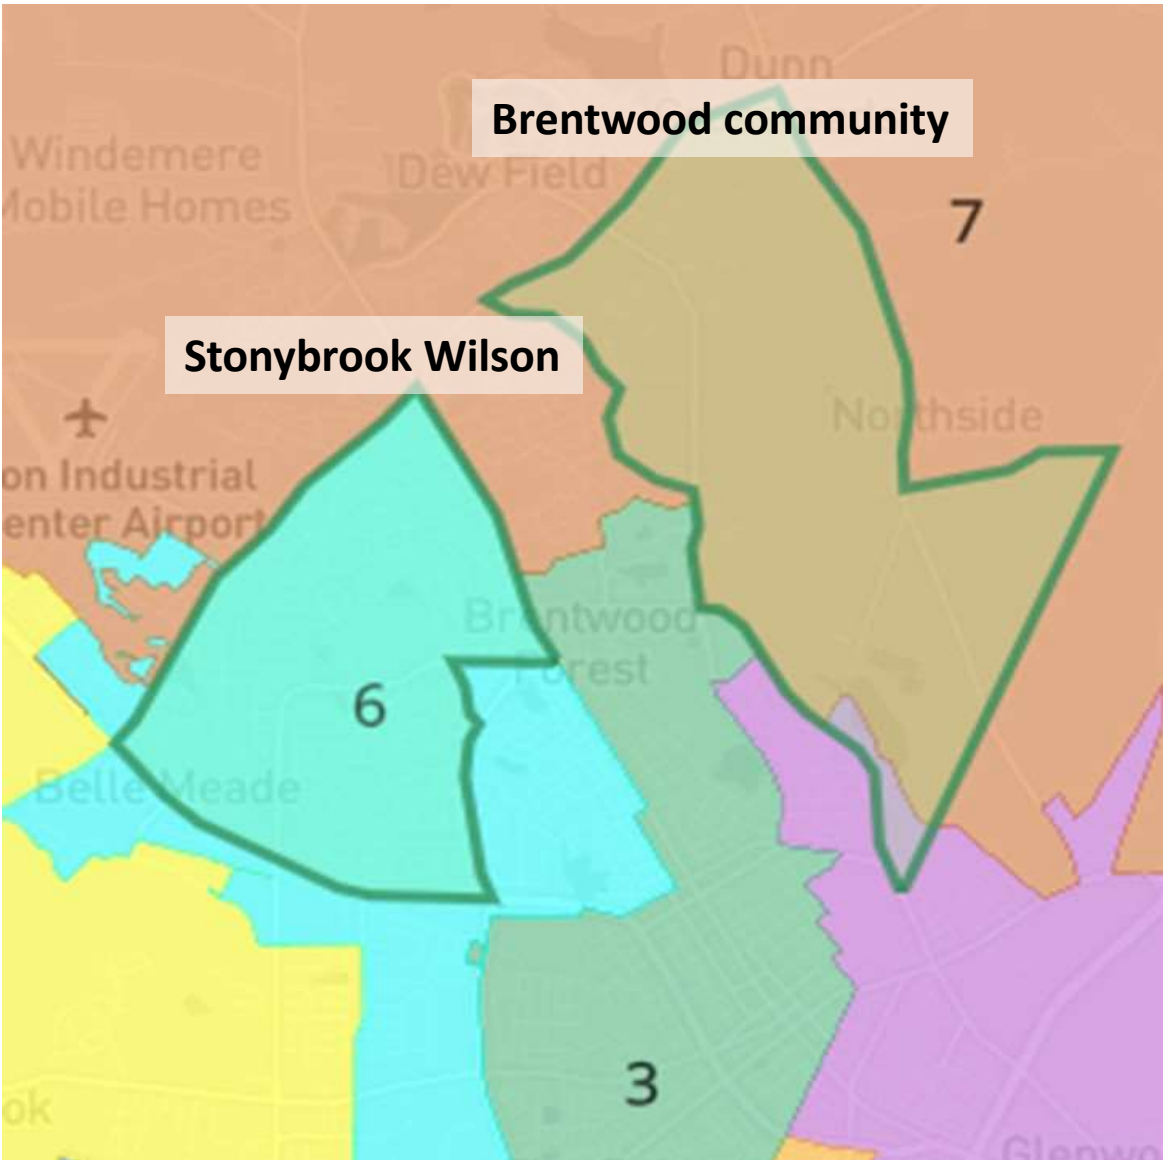 Dunn
Brentwood community
Windemere
Mobile Homes
Dew Field
7
Stonybrook Wilson
Northside
on Industrial
enter Airport
Brentwood
Forest
6
Belle Meade
3
ok
Glenwo